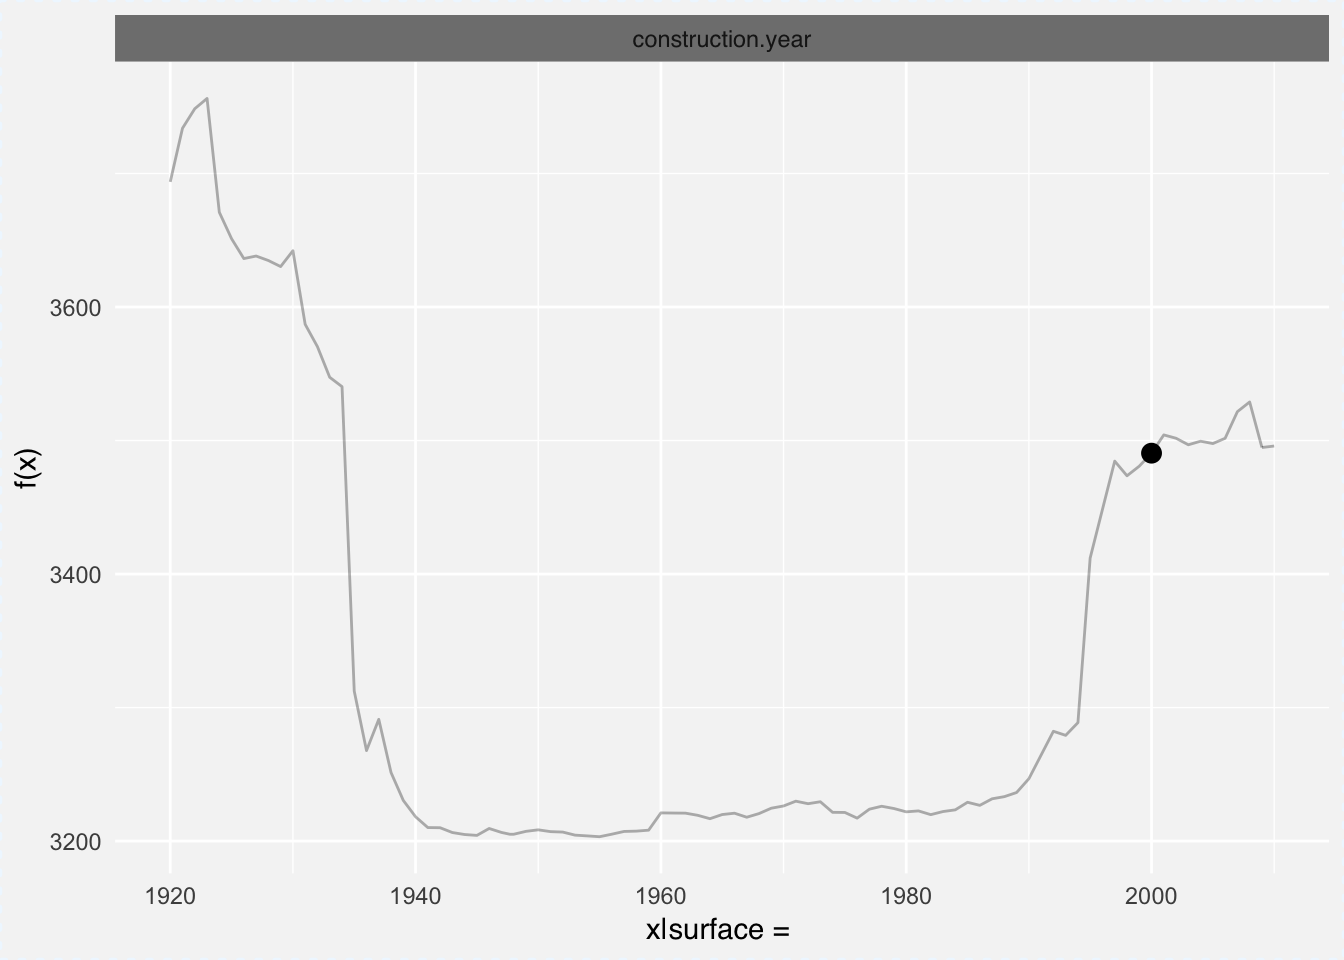 construction.year
3600
3400
3200
f(x)
1920 1940 1960 1980 2000
x|surface =